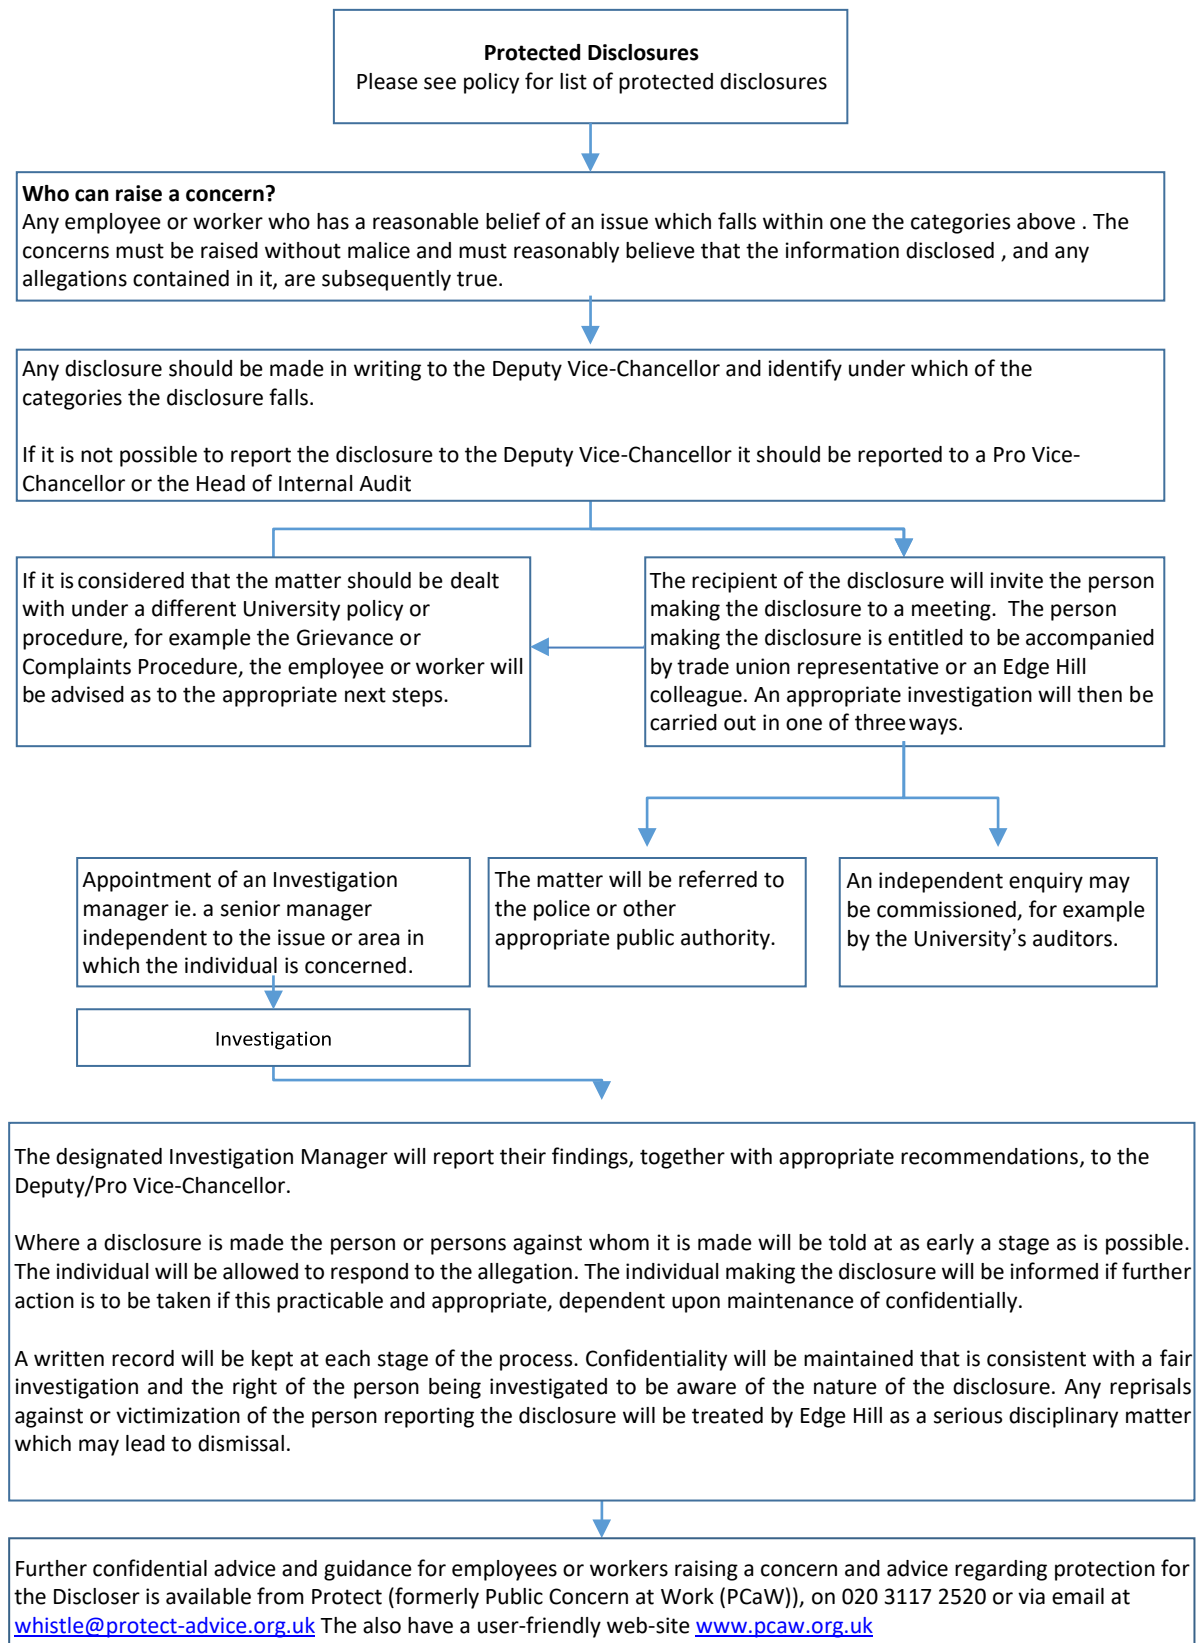 Protected Disclosures
Please see policy for list of protected disclosures
Who can raise a concern?
Any employee or worker who has a reasonable belief of an issue which falls within one the categories above . The
concerns must be raised without malice and must reasonably believe that the information disclosed , and any
allegations contained in it, are subsequently true.
Any disclosure should be made in writing to the Deputy Vice-Chancellor and identify under which of the
categories the disclosure falls.
If it is not possible to report the disclosure to the Deputy Vice-Chancellor it should be reported to a Pro Vice-
Chancellor or the Head of Internal Audit
If it is considered that the matter should be dealt
with under a different University policy or
procedure, for example the Grievance or
Complaints Procedure, the employee or worker will
be advised as to the appropriate next steps.
The recipient of the disclosure will invite the person
making the disclosure to a meeting. The person
making the disclosure is entitled to be accompanied
by trade union representative or an Edge Hill
colleague. An appropriate investigation will then be
carried out in one of three ways.
Appointment of an Investigation
manager ie. a senior manager
independent to the issue or area in
which the individual is concerned.
The matter will be referred to
the police or other
appropriate public authority.
An independent enquiry may
be commissioned, for example
by the University’s auditors.
Investigation
The designated Investigation Manager will report their findings, together with appropriate recommendations, to the
Deputy/Pro Vice-Chancellor.
Where a disclosure is made the person or persons against whom it is made will be told at as early a stage as is possible.
The individual will be allowed to respond to the allegation. The individual making the disclosure will be informed if further
action is to be taken if this practicable and appropriate, dependent upon maintenance of confidentially.
A written record will be kept at each stage of the process. Confidentiality will be maintained that is consistent with a fair
investigation and the right of the person being investigated to be aware of the nature of the disclosure. Any reprisals
against or victimization of the person reporting the disclosure will be treated by Edge Hill as a serious disciplinary matter
which may lead to dismissal.
Further confidential advice and guidance for employees or workers raising a concern and advice regarding protection for
the Discloser is available from Protect (formerly Public Concern at Work (PCaW)), on 020 3117 2520 or via email at
whistle@protect-advice.org.uk The also have a user-friendly web-site www.pcaw.org.uk